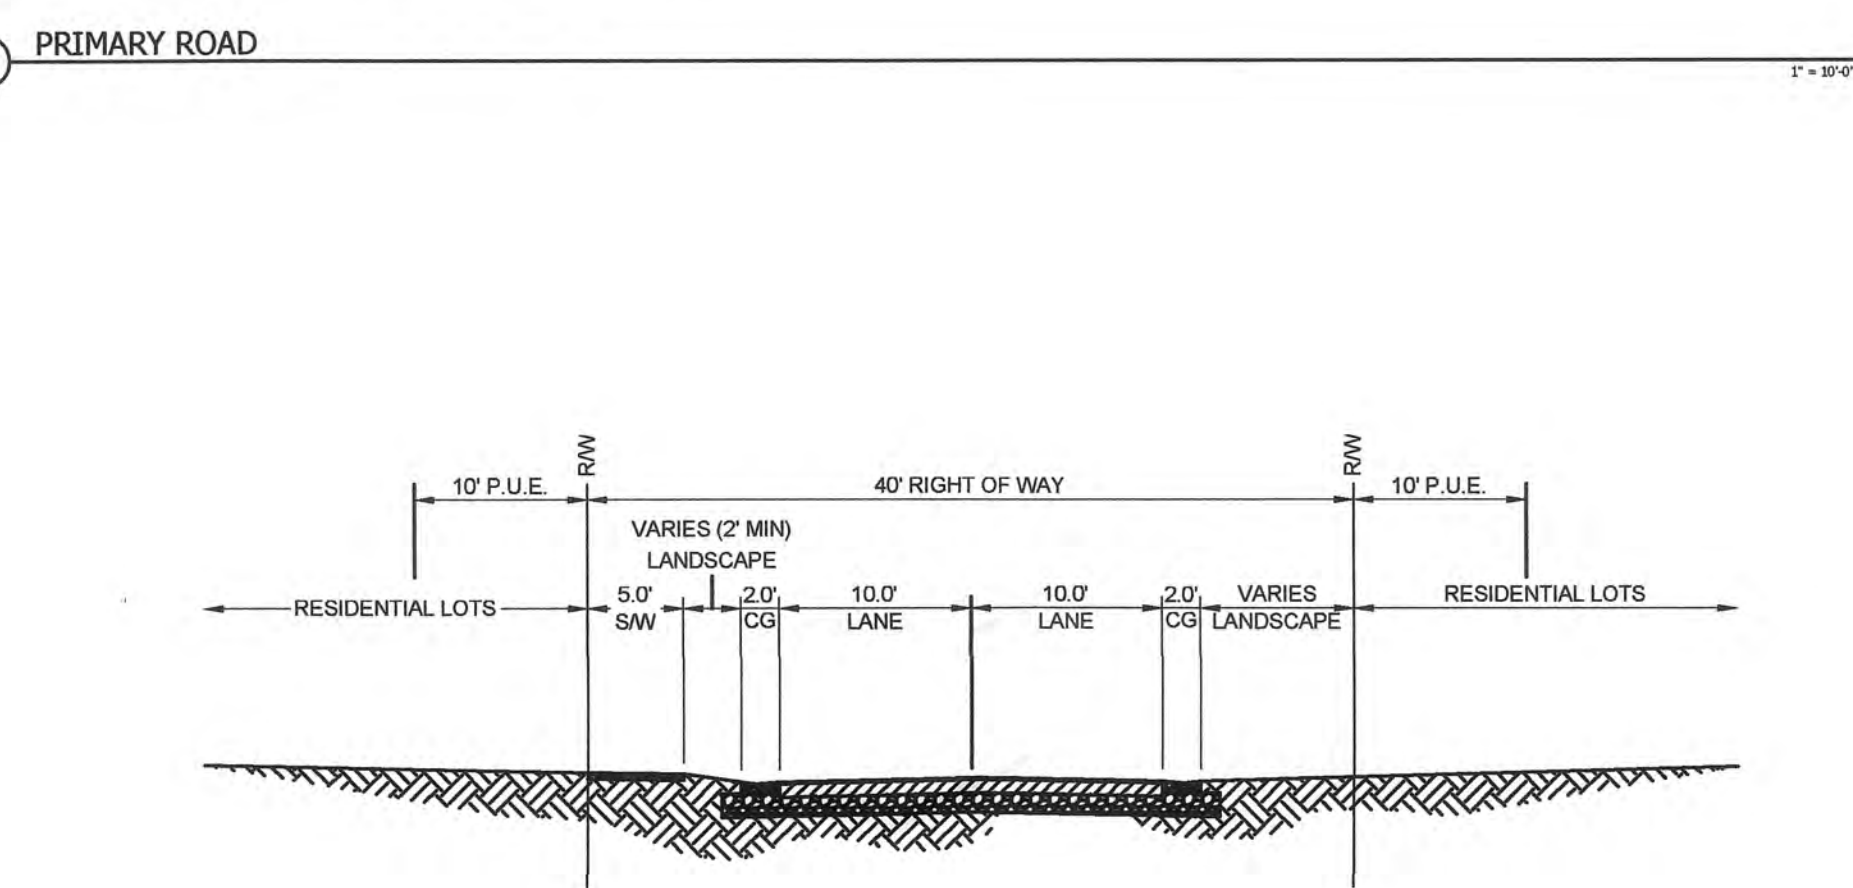 PRIMARY ROAD
1" = 10'-0"
R/W
R/W
10' P.U.E.
40' RIGHT OF WAY
10' P.U.E.
VARIES (2' MIN)
LANDSCAPE
RESIDENTIAL LOTS
5.0'
S/W
2.0'
CG
10.0'
LANE
10.0'
LANE
2.0'
CG
VARIES
LANDSCAPE
RESIDENTIAL LOTS